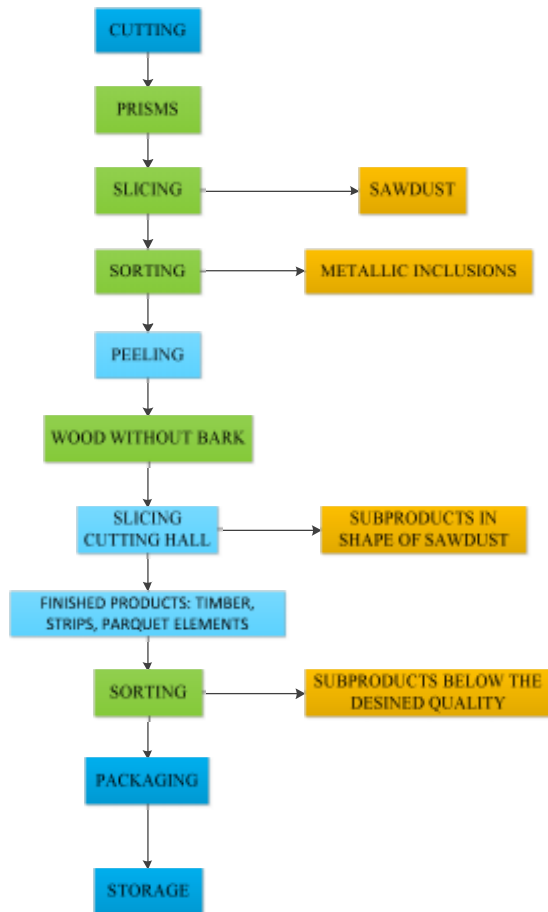 CUTTING
PRISMS
SLICING
SAWDUST
SORTING
METALLIC INCLUSIONS
PEELING
WOOD WITHOUT BARK
SLICING
CUTTING HALL
SUBPRODUCTS IN
SHAPE OF SAWDUST
FINISHED PRODUCTS: TIMBER,
STRIPS, PARQUET ELEMENTS
SORTING
SUBPRODUCTS BELOW THE
DESINED QUALITY
PACKAGING
STORAGE